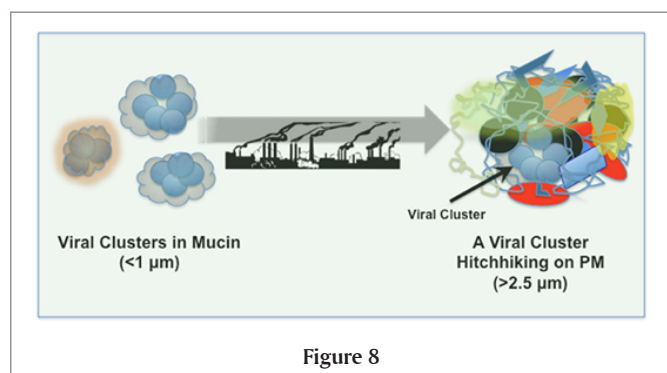 Viral Cluster
Viral Clusters in Mucin
(<1 μm)
A Viral Cluster
Hitchhiking on PM
(>2.5 μm)
Figure 8